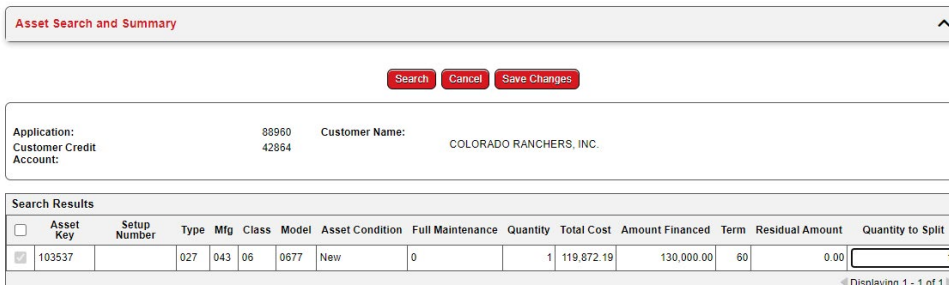 Asset Search and Summary
Search Cancel Save Changes
Application: 88960 Customer Name:
Customer Credit Account: 42864 COLORADO RANCHERS, INC.
Search Results
Asset Key Setup Number Type Mfg Class Model Asset Condition Full Maintenance Quantity Total Cost Amount Financed Term Residual Amount Quantity to Split
103537 027 043 06 0677 New 0 1 119,872.19 130,000.00 60 0.00
Displaying 1 - 1 of 1